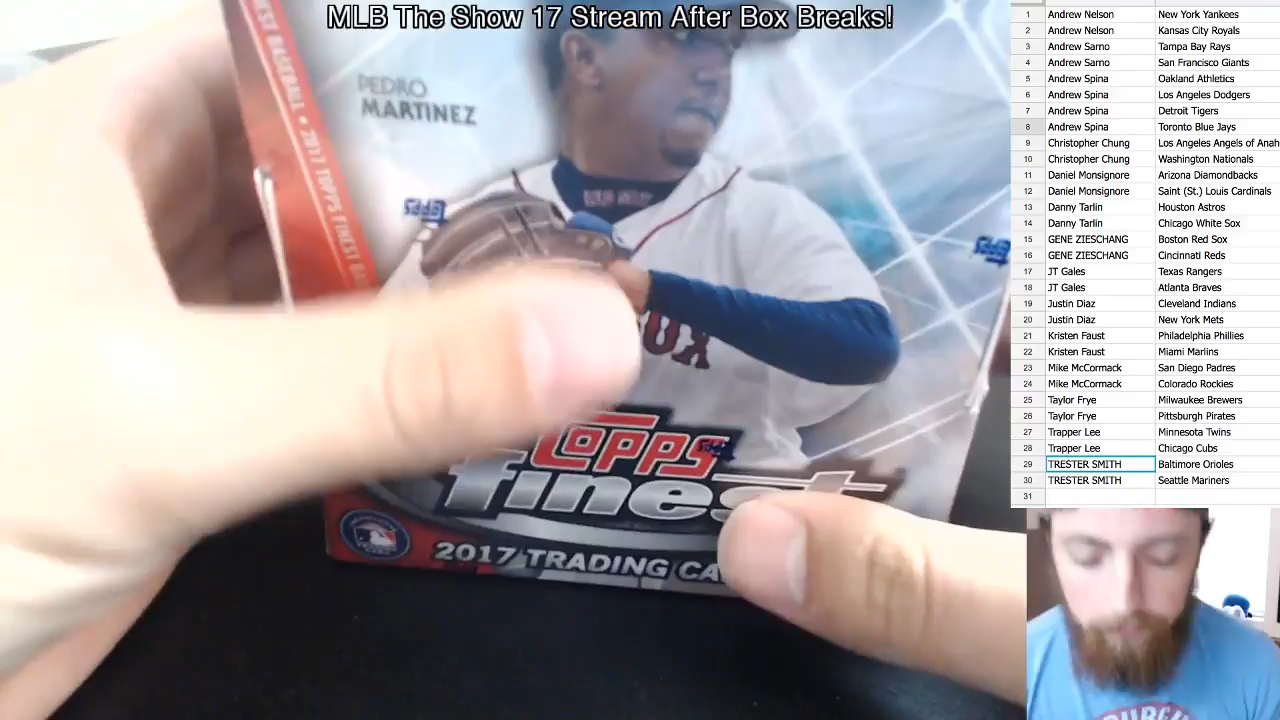 MLB The Show 17 Stream After Box Breaks!
PEDRO
MARTINEZ
2017 TOPPS FINEST
TOPPS
finest
2017 TRADING CA
1 Andrew Nelson New York Yankees
2 Andrew Nelson Kansas City Royals
3 Andrew Sarno Tampa Bay Rays
4 Andrew Sarno San Francisco Giants
5 Andrew Spina Oakland Athletics
6 Andrew Spina Los Angeles Dodgers
7 Andrew Spina Detroit Tigers
8 Andrew Spina Toronto Blue Jays
9 Christopher Chung Los Angeles Angels of Anah
10 Christopher Chung Washington Nationals
11 Daniel Monsignore Arizona Diamondbacks
12 Daniel Monsignore Saint (St.) Louis Cardinals
13 Danny Tarlin Houston Astros
14 Danny Tarlin Chicago White Sox
15 GENE ZIESCHANG Boston Red Sox
16 GENE ZIESCHANG Cincinnati Reds
17 JT Gales Texas Rangers
18 JT Gales Atlanta Braves
19 Justin Diaz Cleveland Indians
20 Justin Diaz New York Mets
21 Kristen Faust Philadelphia Phillies
22 Kristen Faust Miami Marlins
23 Mike McCormack San Diego Padres
24 Mike McCormack Colorado Rockies
25 Taylor Frye Milwaukee Brewers
26 Taylor Frye Pittsburgh Pirates
27 Trapper Lee Minnesota Twins
28 Trapper Lee Chicago Cubs
29 TRESTER SMITH Baltimore Orioles
30 TRESTER SMITH Seattle Mariners
31